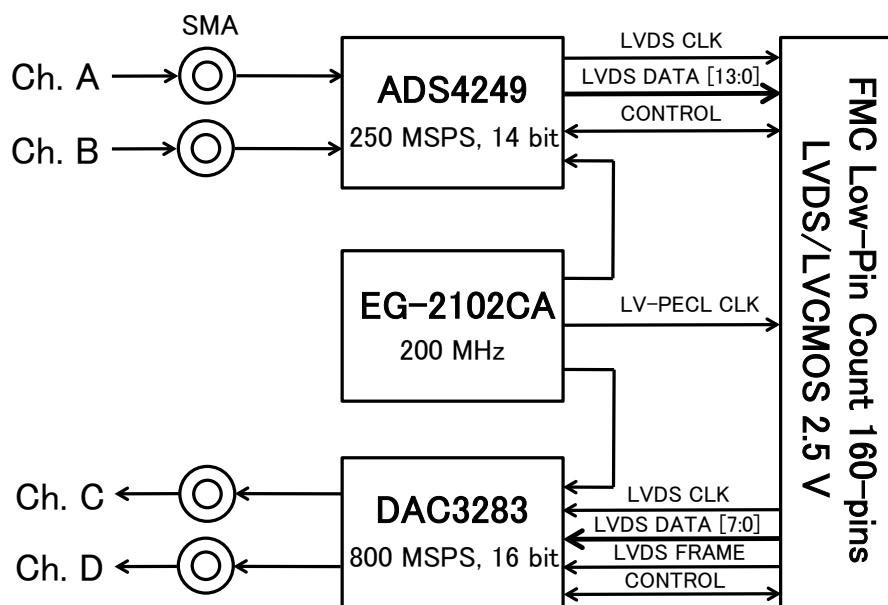 SMA
Ch. A
Ch. B
ADS4249
250 MSPS, 14 bit
LVDS CLK
LVDS DATA [13:0]
CONTROL
EG-2102CA
200 MHz
LV-PECL CLK
Ch. C
Ch. D
DAC3283
800 MSPS, 16 bit
LVDS CLK
LVDS DATA [7:0]
LVDS FRAME
CONTROL
FMC Low-Pin Count 160-pins
LVDS/LVCMOS 2.5 V